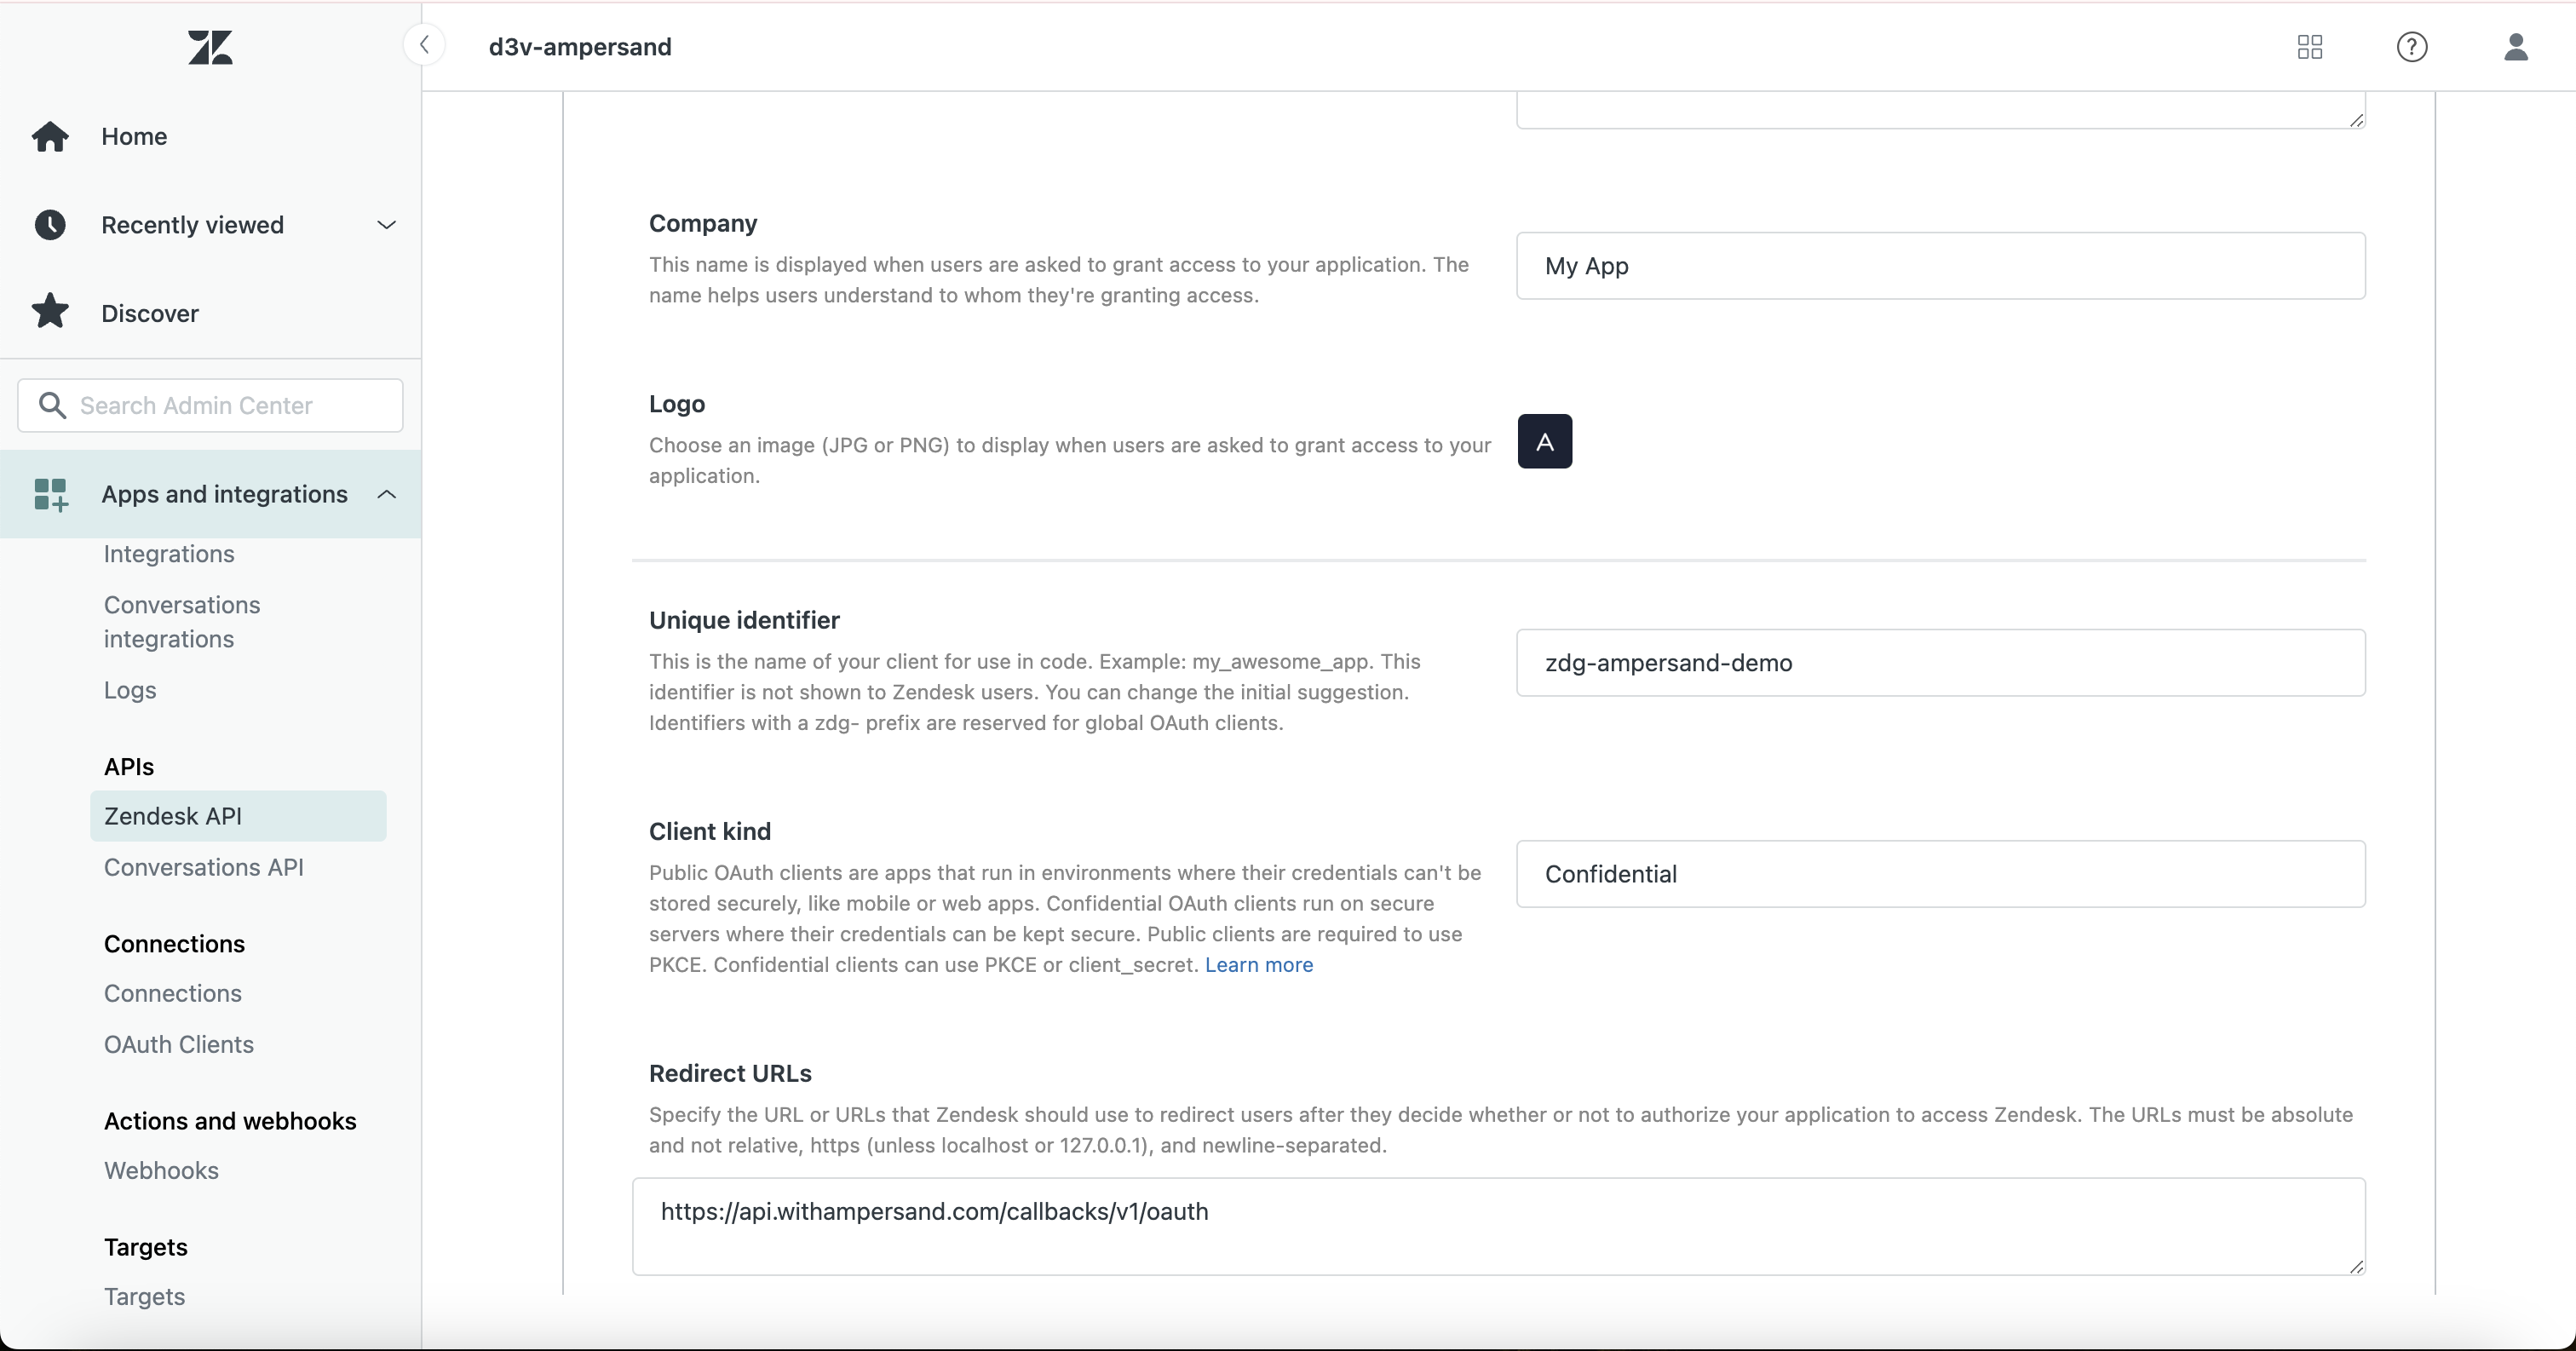 d3v-ampersand
Home
Recently viewed
Discover
Search Admin Center
Apps and integrations
Integrations
Conversations
integrations
Logs
APIs
Zendesk API
Conversations API
Connections
Connections
OAuth Clients
Actions and webhooks
Webhooks
Targets
Targets
Company
This name is displayed when users are asked to grant access to your application. The
name helps users understand to whom they're granting access.
My App
Logo
Choose an image (JPG or PNG) to display when users are asked to grant access to your
application.
A
Unique identifier
This is the name of your client for use in code. Example: my_awesome_app. This
identifier is not shown to Zendesk users. You can change the initial suggestion.
Identifiers with a zdg- prefix are reserved for global OAuth clients.
zdg-ampersand-demo
Client kind
Public OAuth clients are apps that run in environments where their credentials can't be
stored securely, like mobile or web apps. Confidential OAuth clients run on secure
servers where their credentials can be kept secure. Public clients are required to use
PKCE. Confidential clients can use PKCE or client_secret. Learn more
Confidential
Redirect URLs
Specify the URL or URLs that Zendesk should use to redirect users after they decide whether or not to authorize your application to access Zendesk. The URLs must be absolute
and not relative, https (unless localhost or 127.0.0.1), and newline-separated.
https://api.withampersand.com/callbacks/v1/oauth